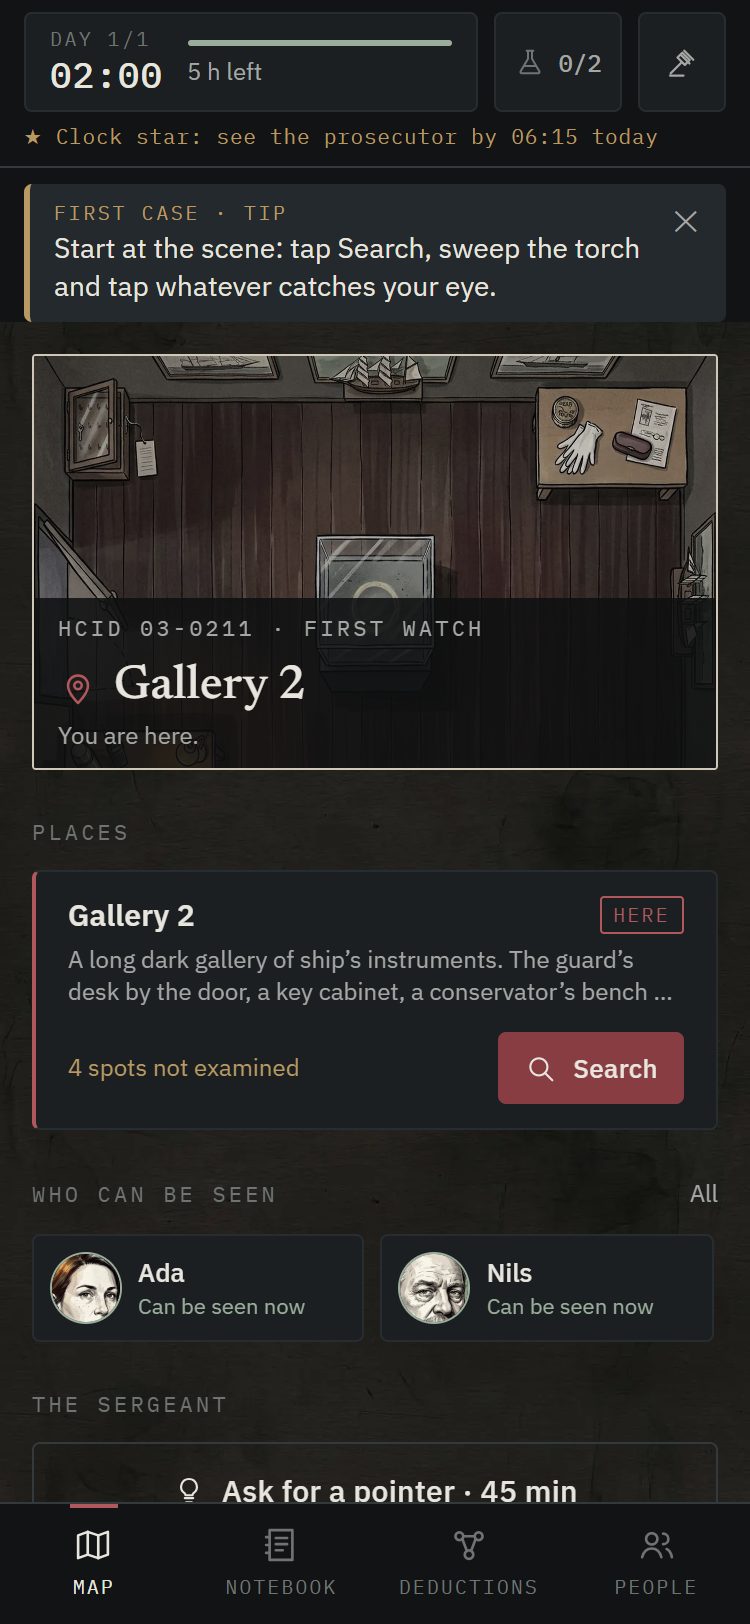 DAY 1/1
02:00
5 h left
0/2
★ Clock star: see the prosecutor by 06:15 today
FIRST CASE · TIP
Start at the scene: tap Search, sweep the torch
and tap whatever catches your eye.
HCID 03-0211 · FIRST WATCH
Gallery 2
You are here.
PLACES
Gallery 2
HERE
A long dark gallery of ship’s instruments. The guard’s
desk by the door, a key cabinet, a conservator’s bench ...
4 spots not examined
Search
WHO CAN BE SEEN
All
Ada
Can be seen now
Nils
Can be seen now
THE SERGEANT
Ask for a pointer · 45 min
MAP
NOTEBOOK
DEDUCTIONS
PEOPLE